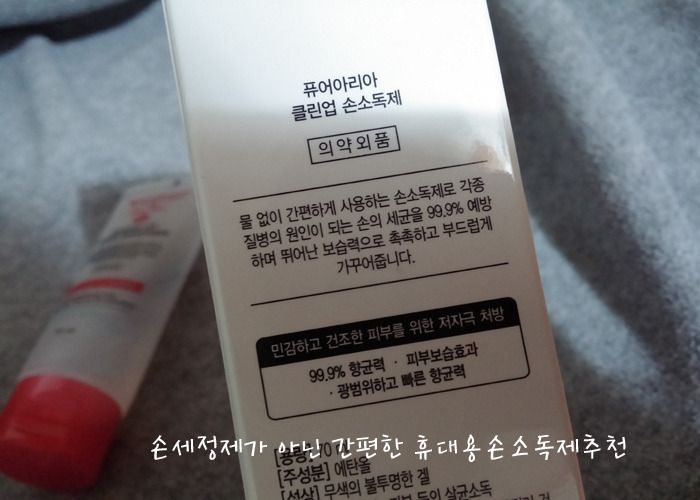 퓨어아리아
클린업 손소독제
의약외품
물 없이 간편하게 사용하는 손소독제로 각종
질병의 원인이 되는 손의 세균을 99.9% 예방
하며 뛰어난 보습력으로 촉촉하고 부드럽게
가꾸어줍니다.
민감하고 건조한 피부를 위한 저자극 처방
99.9% 항균력 · 피부보습효과
· 광범위하고 빠른 항균력
손세정제가 아닌 간편한 휴대용손소독제추천
[주성분] 에탄올
[성상] 무색의 불투명한 겔
등의 살균소독